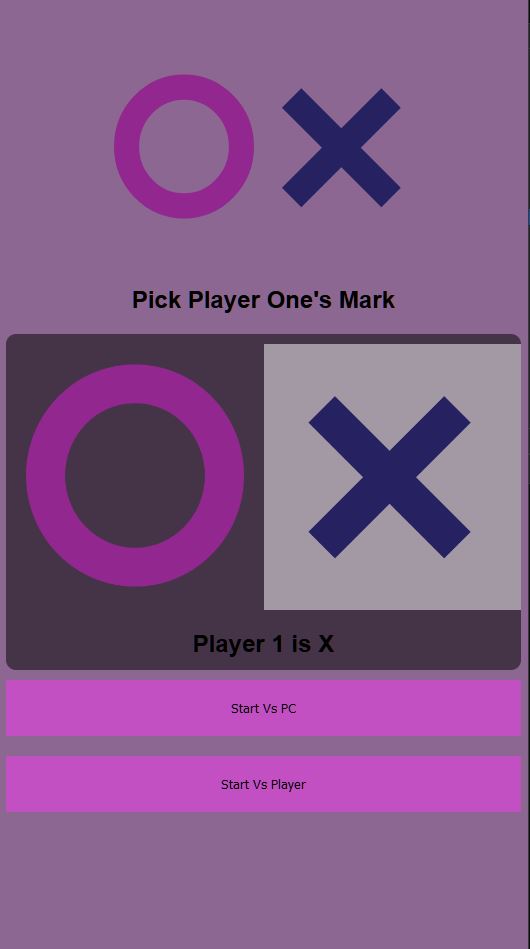 Pick Player One's Mark
Player 1 is X
Start Vs PC
Start Vs Player